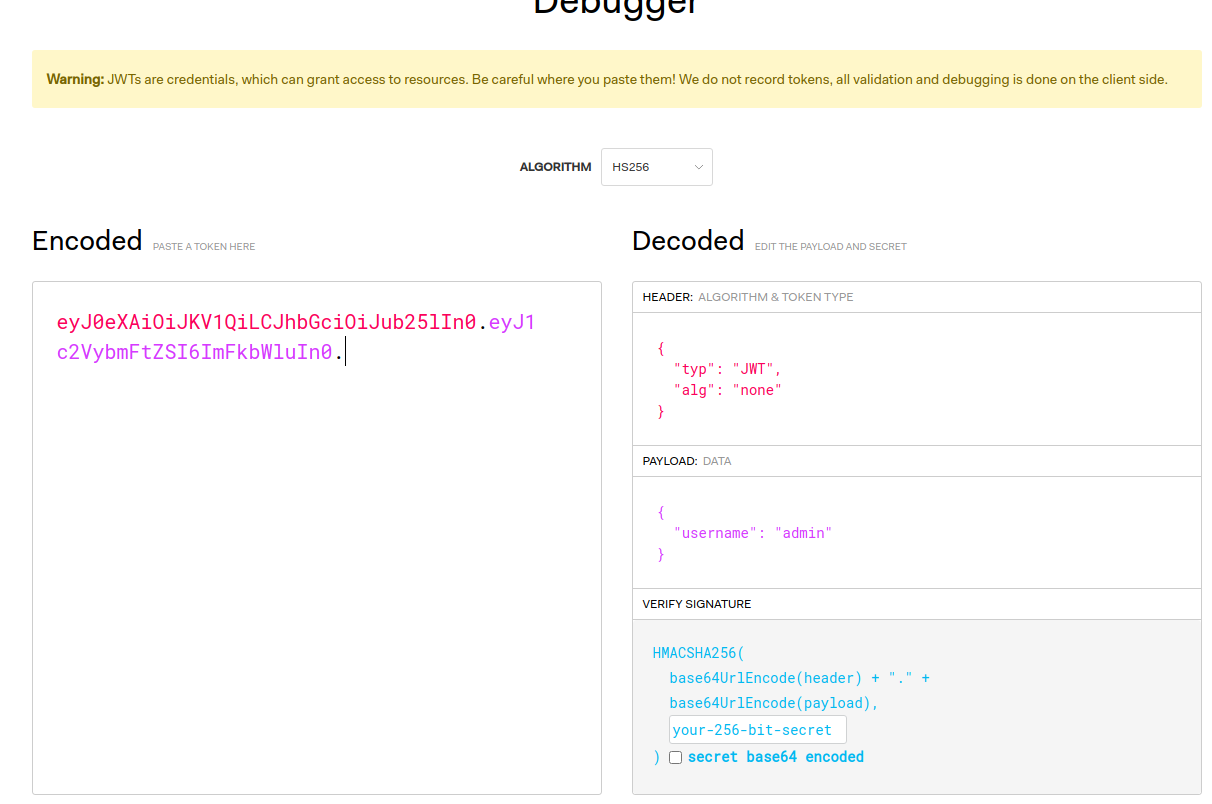 Debugger
Warning: JWTs are credentials, which can grant access to resources. Be careful where you paste them! We do not record tokens, all validation and debugging is done on the client side.
ALGORITHM HS256
Encoded PASTE A TOKEN HERE
eyJ0eXAiOiJKV1QiLCJhbGciOiJub25lIn0.eyJ1
c2VybmFtZSI6ImFkbWluIn0.
Decoded EDIT THE PAYLOAD AND SECRET
HEADER: ALGORITHM & TOKEN TYPE
{
"typ": "JWT",
"alg": "none"
}
PAYLOAD: DATA
{
"username": "admin"
}
VERIFY SIGNATURE
HMACSHA256(
base64UrlEncode(header) + "." +
base64UrlEncode(payload),
your-256-bit-secret
) secret base64 encoded